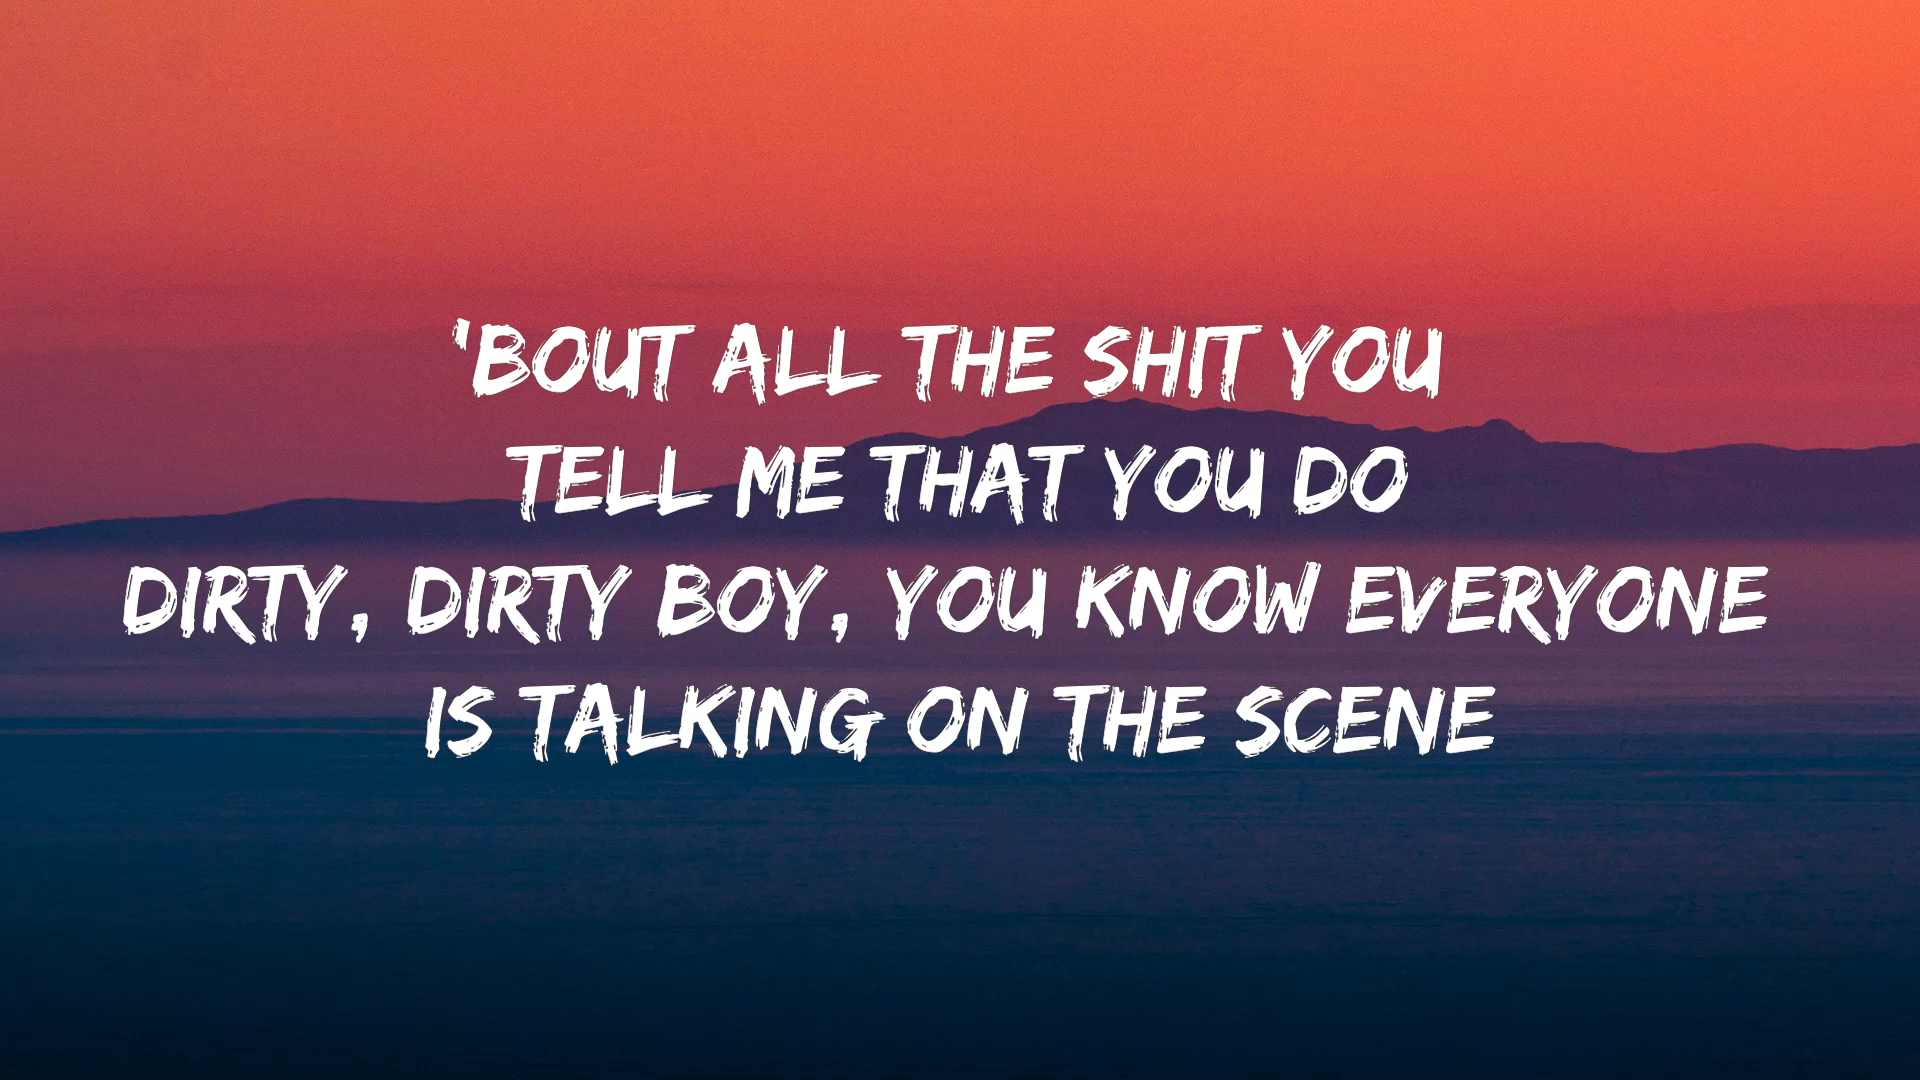 'BOUT ALL THE SHIT YOU
TELL ME THAT YOU DO
DIRTY, DIRTY BOY, YOU KNOW EVERYONE
IS TALKING ON THE SCENE